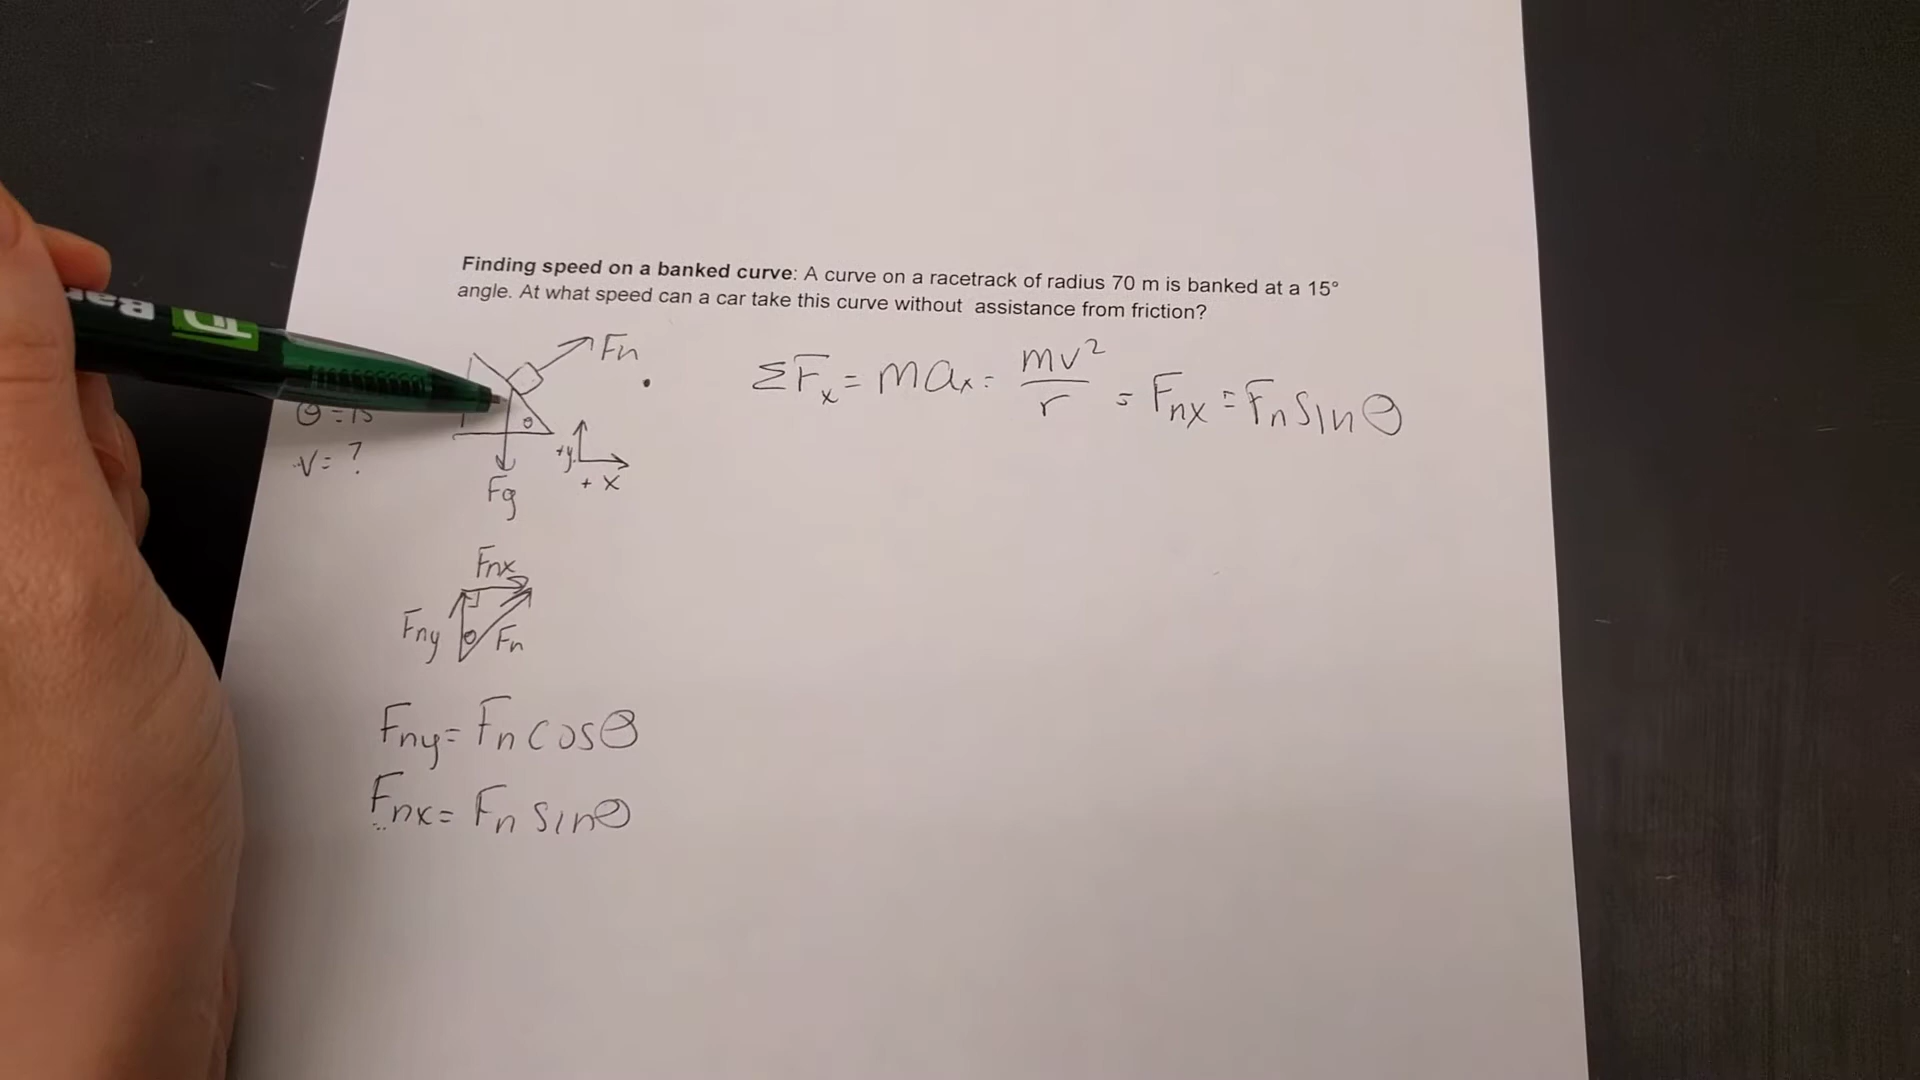 Finding speed on a banked curve: A curve on a racetrack of radius 70 m is banked at a 15°
angle. At what speed can a car take this curve without assistance from friction?
Fn
ΣFx = max = mv²/r = Fnx = Fn sinθ
θ = 15
θ
v = ?
+y
+ x
Fg
Fnx
Fny
θ
Fn
Fny = Fn cosθ
Fnx = Fn sinθ